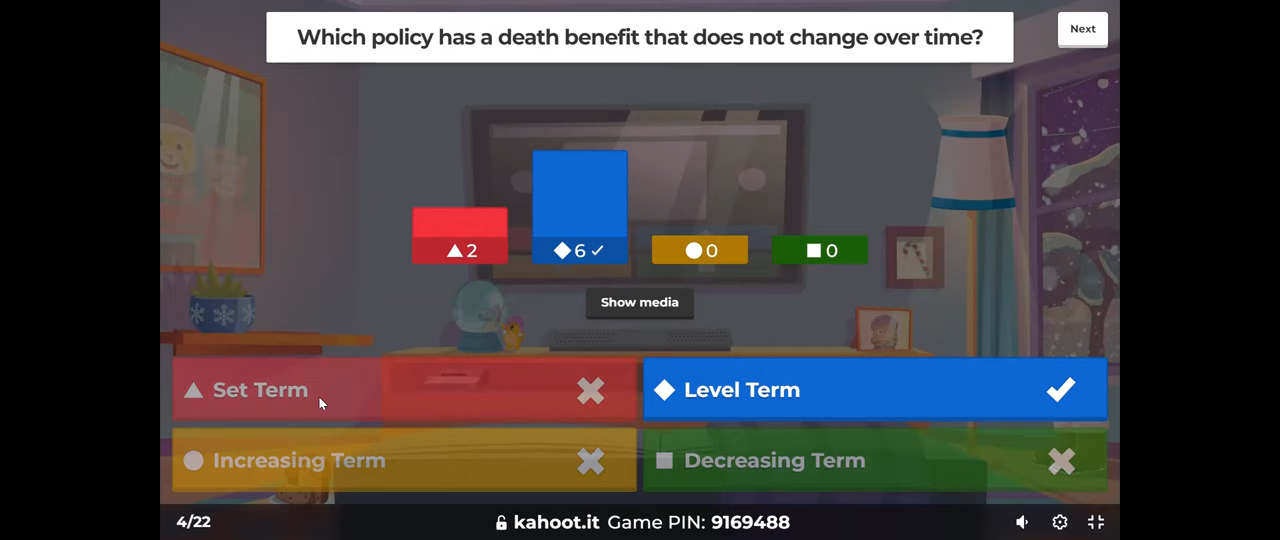 Which policy has a death benefit that does not change over time?
Next
2
6
0
0
Show media
Set Term
Level Term
Increasing Term
Decreasing Term
4/22
kahoot.it Game PIN: 9169488